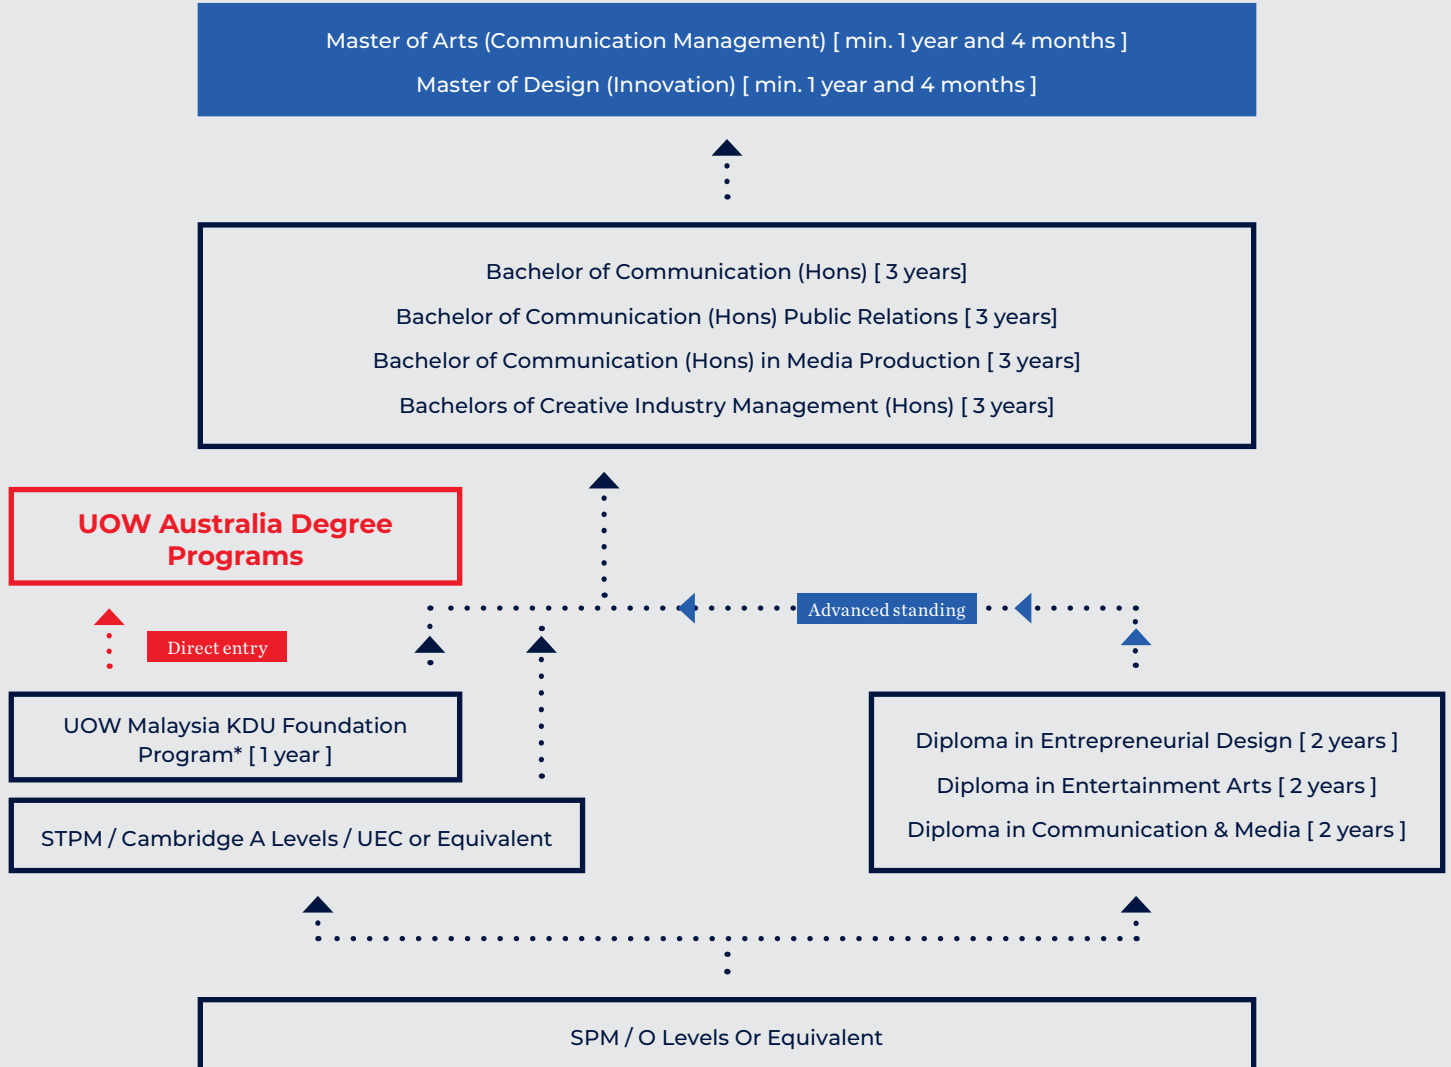 Master of Arts (Communication Management) [ min. 1 year and 4 months ]
Master of Design (Innovation) [ min. 1 year and 4 months ]
Bachelor of Communication (Hons) [ 3 years]
Bachelor of Communication (Hons) Public Relations [ 3 years]
Bachelor of Communication (Hons) in Media Production [ 3 years]
Bachelors of Creative Industry Management (Hons) [ 3 years]
UOW Australia Degree
Programs
Advanced standing
Direct entry
UOW Malaysia KDU Foundation
Program* [ 1 year ]
STPM / Cambridge A Levels / UEC or Equivalent
Diploma in Entrepreneurial Design [ 2 years ]
Diploma in Entertainment Arts [ 2 years ]
Diploma in Communication & Media [ 2 years ]
SPM / O Levels Or Equivalent